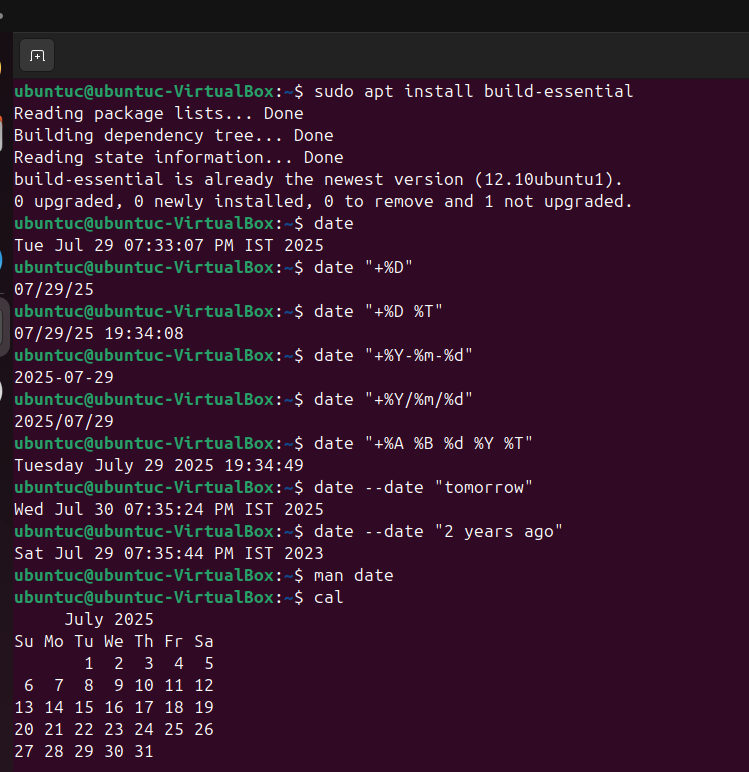 ubuntuc@ubuntuc-VirtualBox:~$ sudo apt install build-essential
Reading package lists... Done
Building dependency tree... Done
Reading state information... Done
build-essential is already the newest version (12.10ubuntu1).
0 upgraded, 0 newly installed, 0 to remove and 1 not upgraded.
ubuntuc@ubuntuc-VirtualBox:~$ date
Tue Jul 29 07:33:07 PM IST 2025
ubuntuc@ubuntuc-VirtualBox:~$ date "+%D"
07/29/25
ubuntuc@ubuntuc-VirtualBox:~$ date "+%D %T"
07/29/25 19:34:08
ubuntuc@ubuntuc-VirtualBox:~$ date "+%Y-%m-%d"
2025-07-29
ubuntuc@ubuntuc-VirtualBox:~$ date "+%Y/%m/%d"
2025/07/29
ubuntuc@ubuntuc-VirtualBox:~$ date "+%A %B %d %Y %T"
Tuesday July 29 2025 19:34:49
ubuntuc@ubuntuc-VirtualBox:~$ date --date "tomorrow"
Wed Jul 30 07:35:24 PM IST 2025
ubuntuc@ubuntuc-VirtualBox:~$ date --date "2 years ago"
Sat Jul 29 07:35:44 PM IST 2023
ubuntuc@ubuntuc-VirtualBox:~$ man date
ubuntuc@ubuntuc-VirtualBox:~$ cal
     July 2025
Su Mo Tu We Th Fr Sa
       1  2  3  4  5
 6  7  8  9 10 11 12
13 14 15 16 17 18 19
20 21 22 23 24 25 26
27 28 29 30 31